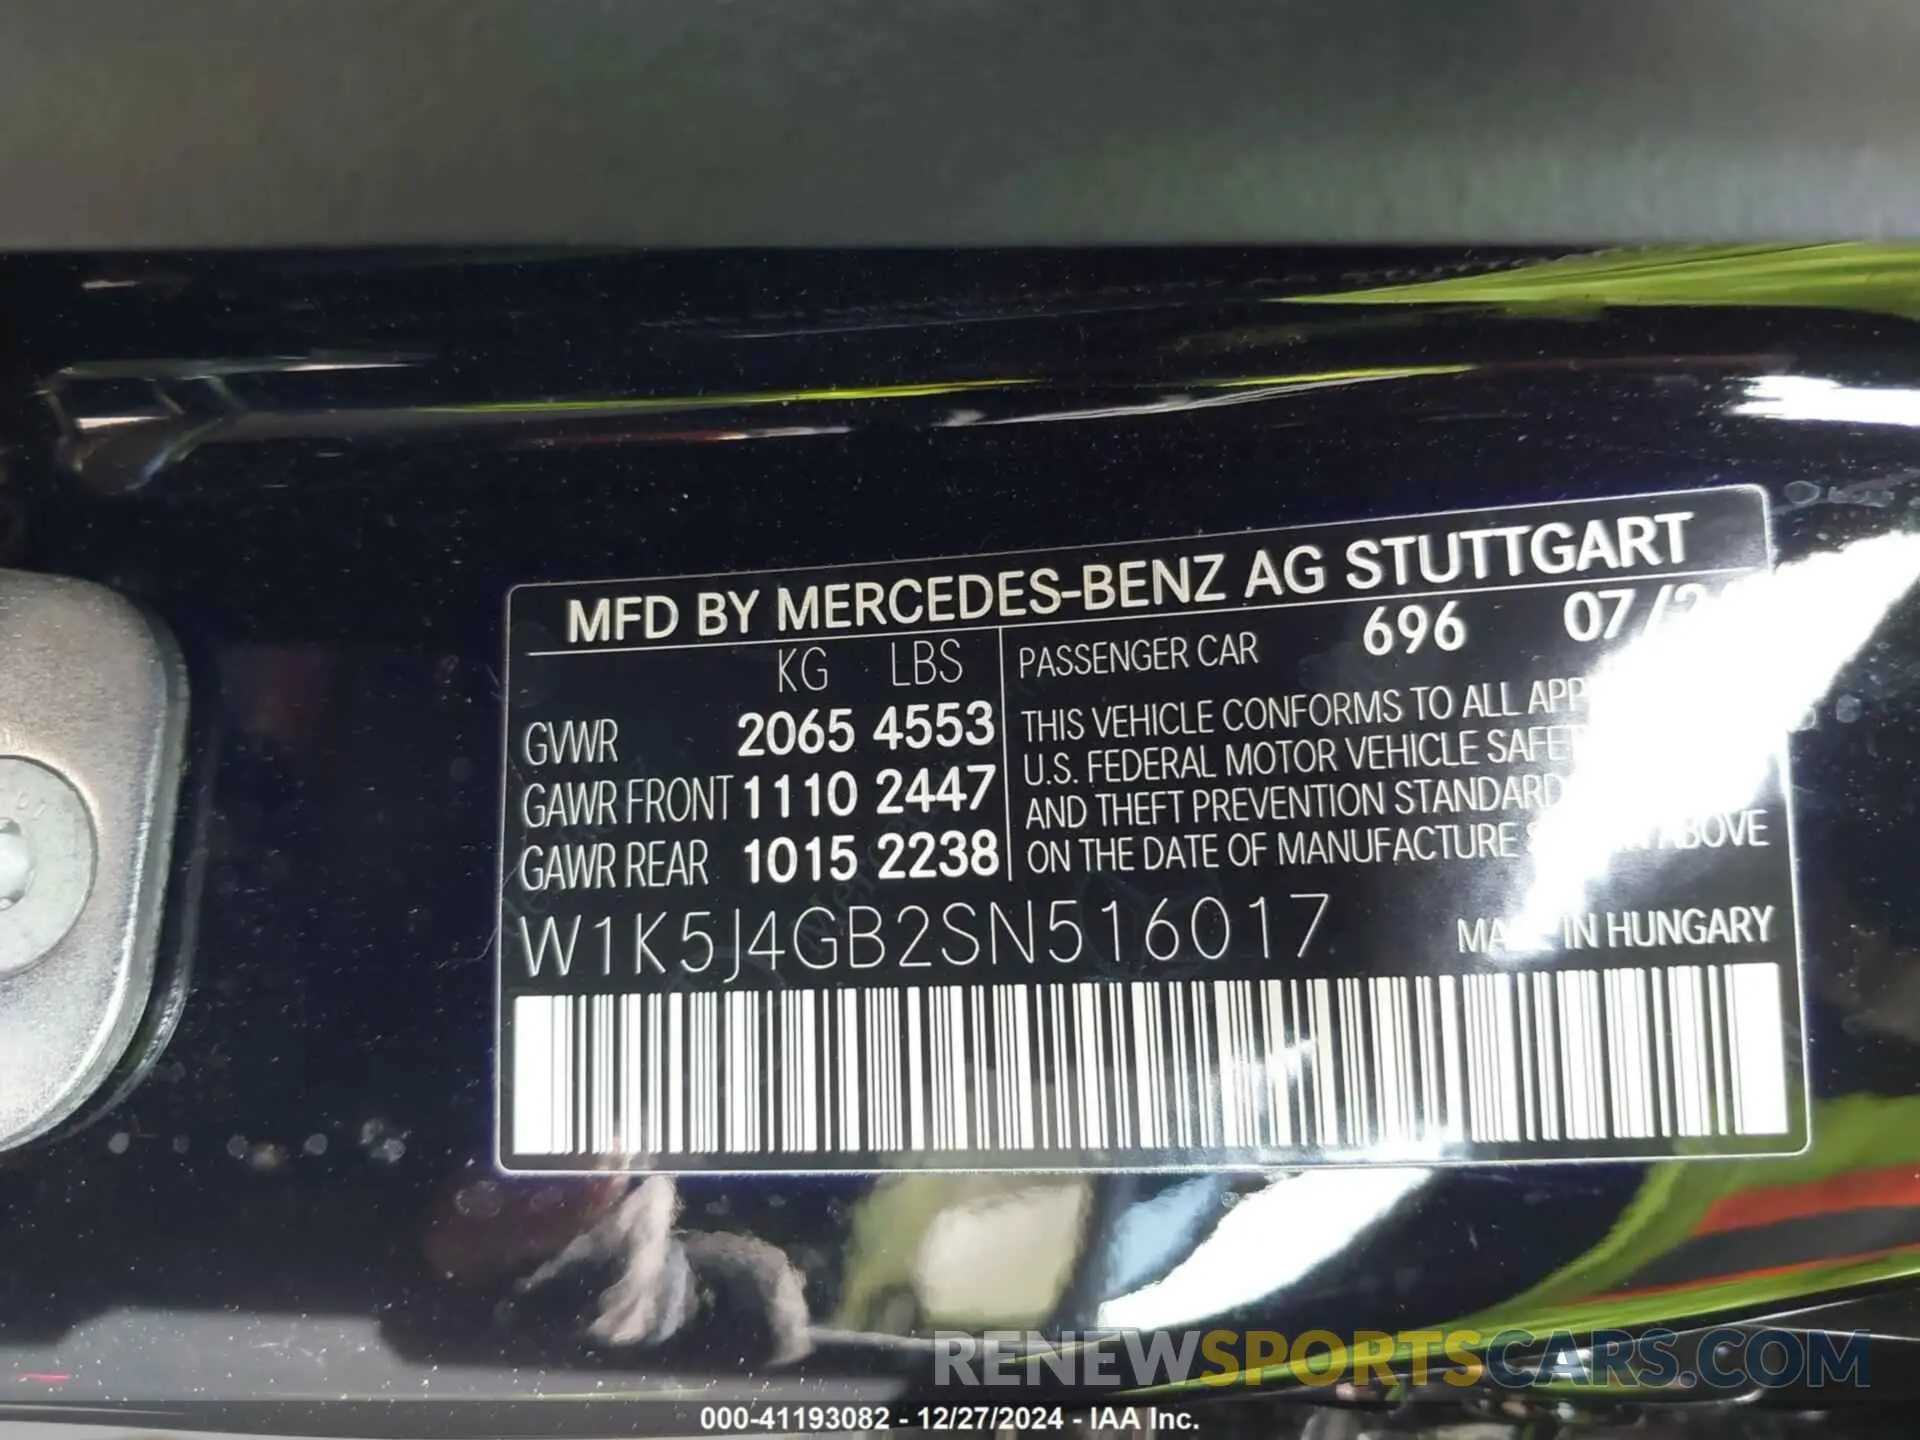 MFD BY MERCEDES-BENZ AG STUTTGART
KG LBS
GVWR 2065 4553
GAWR FRONT 1110 2447
GAWR REAR 1015 2238
PASSENGER CAR 696
THIS VEHICLE CONFORMS TO ALL
U.S. FEDERAL MOTOR VEHICLE
AND THEFT PREVENTION
ON THE DATE OF MANUFACTURE ABOVE
W1K5J4GB2SN516017
IN HUNGARY
RENEWSPORTSCARS.COM
000-41193082 - 12/27/2024 - IAA Inc.